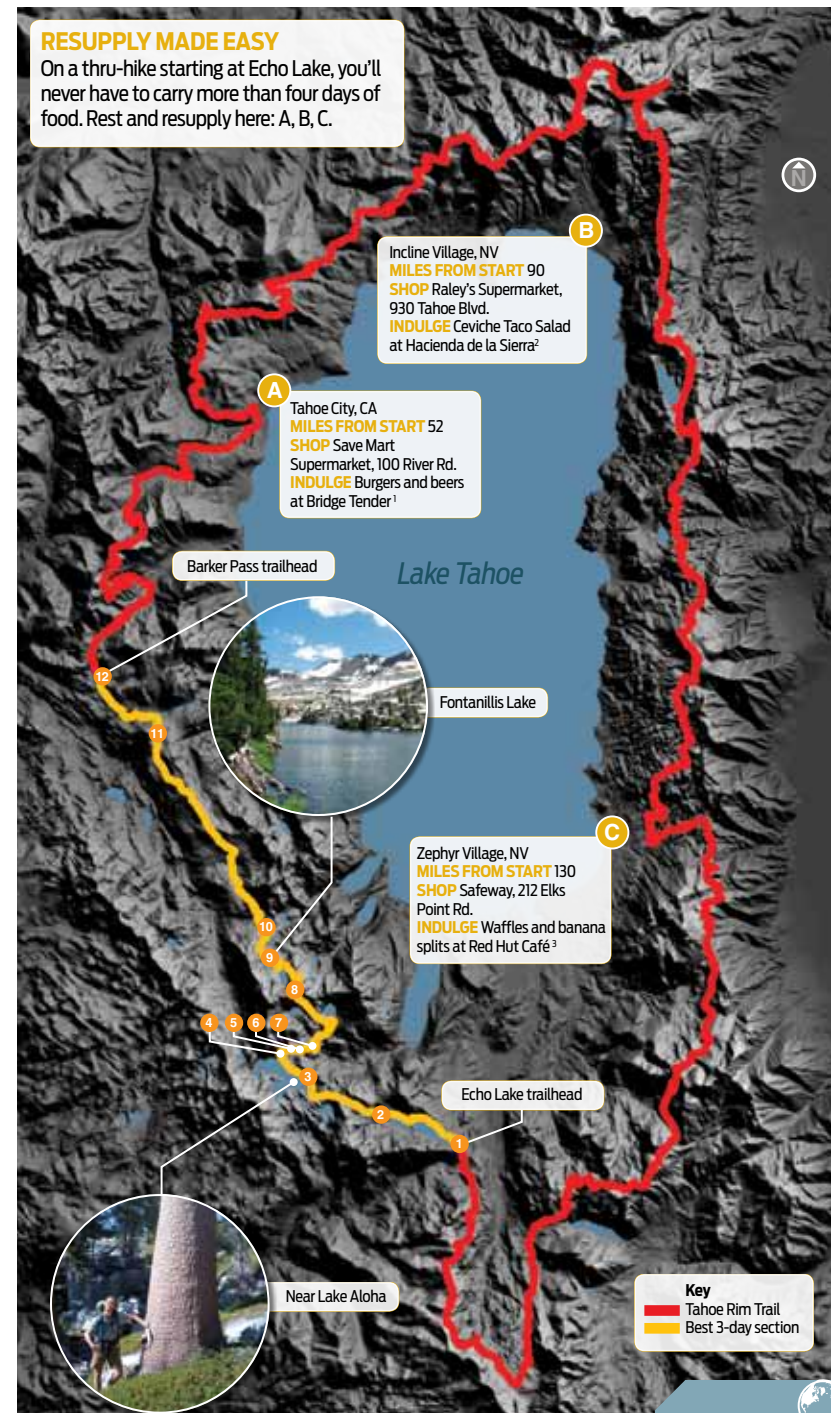 RESUPPLY MADE EASY
On a thru-hike starting at Echo Lake, you'll
never have to carry more than four days of
food. Rest and resupply here: A, B, C.
N
B
Incline Village, NV
MILES FROM START 90
SHOP Raley's Supermarket,
930 Tahoe Blvd.
INDULGE Ceviche Taco Salad
at Hacienda de la Sierra²
A
Tahoe City, CA
MILES FROM START 52
SHOP Save Mart
Supermarket, 100 River Rd.
INDULGE Burgers and beers
at Bridge Tender¹
Barker Pass trailhead
Lake Tahoe
12
Fontanillis Lake
11
C
Zephyr Village, NV
MILES FROM START 130
SHOP Safeway, 212 Elks
Point Rd.
INDULGE Waffles and banana
splits at Red Hut Café³
10
9
8
4 5 6 7
3
Echo Lake trailhead
2
1
Near Lake Aloha
Key
Tahoe Rim Trail
Best 3-day section